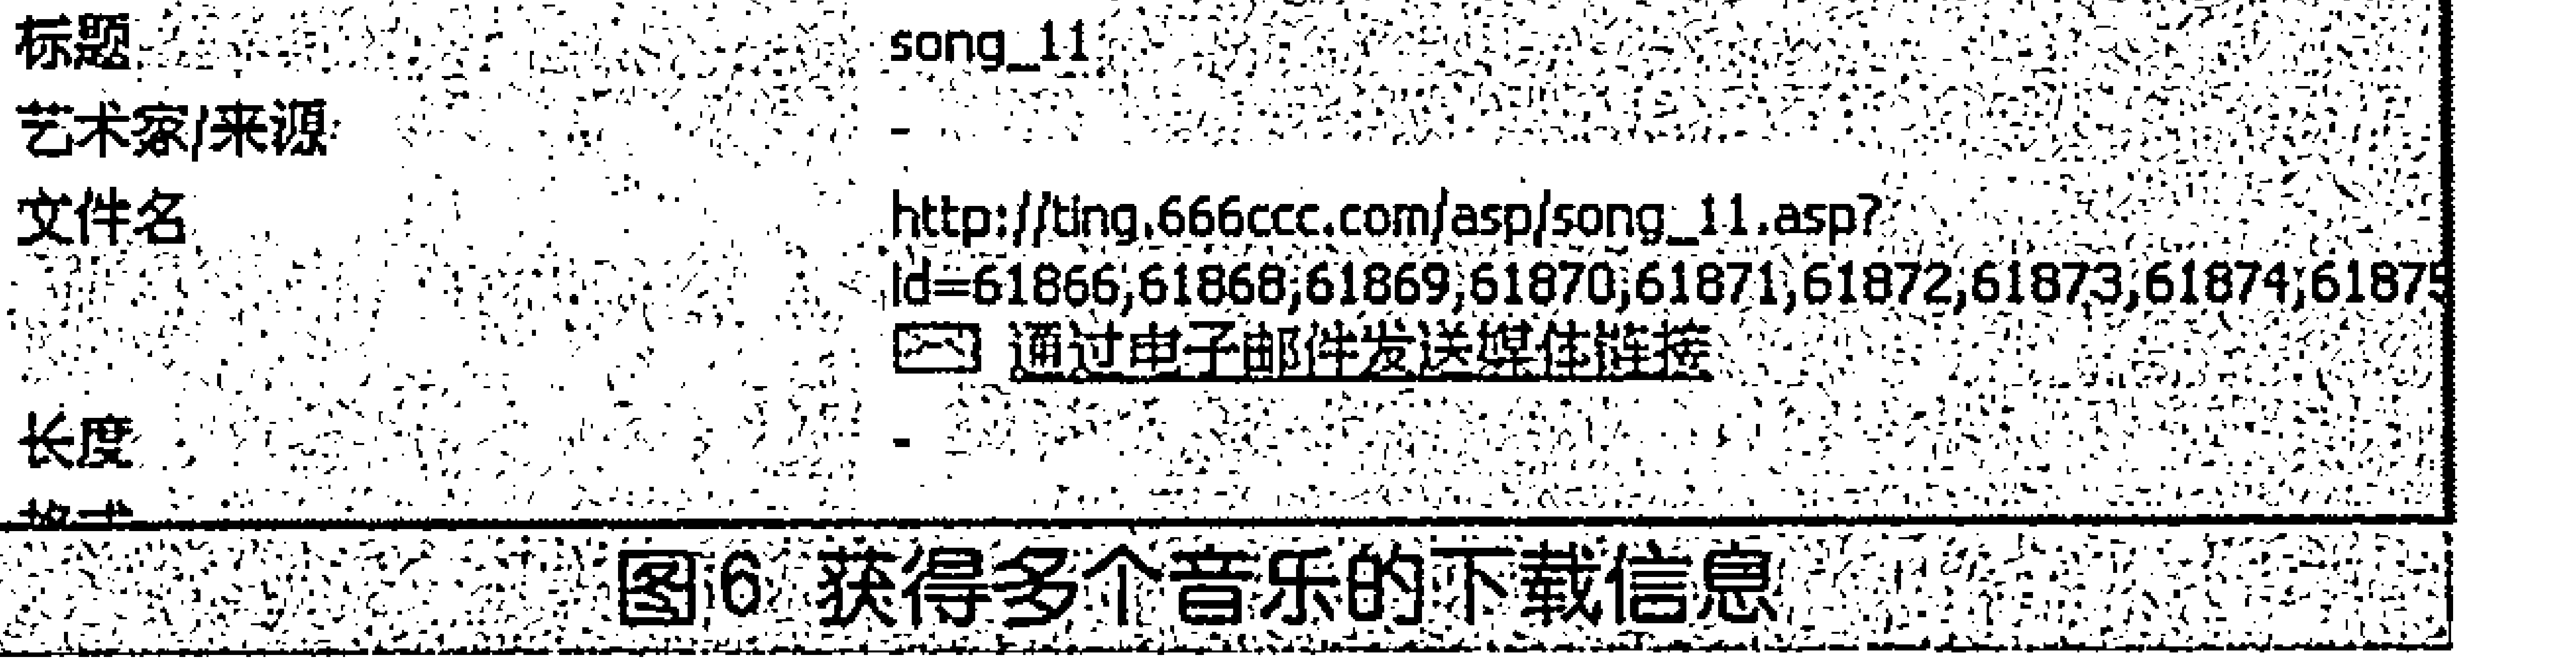 标题 song_11
艺术家/来源 -
文件名 http://ting.666ccc.com/asp/song_11.asp?
Id=61866,61868,61869,61870,61871,61872,61873,61874,61875
通过电子邮件发送媒体链接
长度 -
图6 获得多个音乐的下载信息